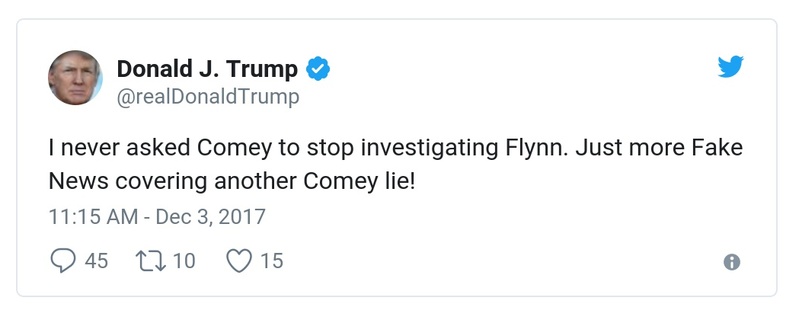 Donald J. Trump
@realDonaldTrump
I never asked Comey to stop investigating Flynn. Just more Fake
News covering another Comey lie!
11:15 AM - Dec 3, 2017
45 10 15